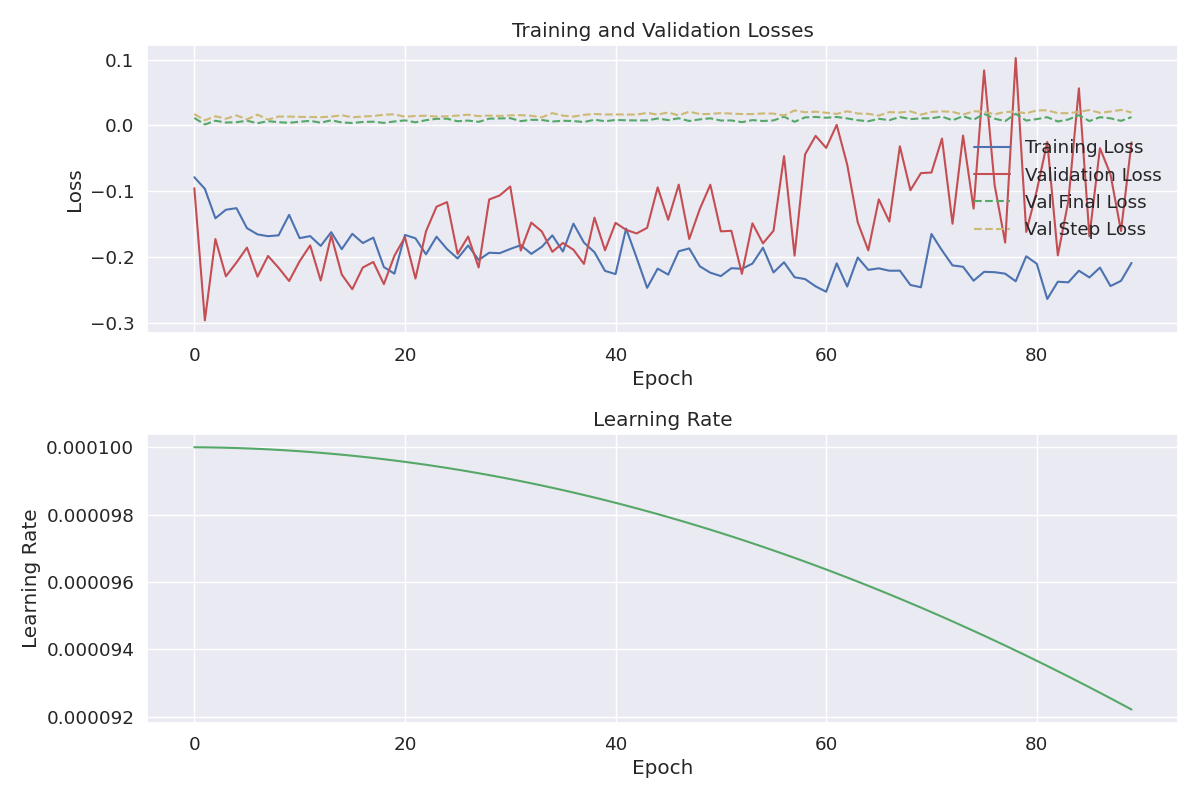 Training and Validation Losses
0.1
0.0
−0.1
−0.2
−0.3
Loss
Training Loss
Validation Loss
Val Final Loss
Val Step Loss
0 20 40 60 80
Epoch
Learning Rate
0.000100
0.000098
0.000096
0.000094
0.000092
Learning Rate
0 20 40 60 80
Epoch